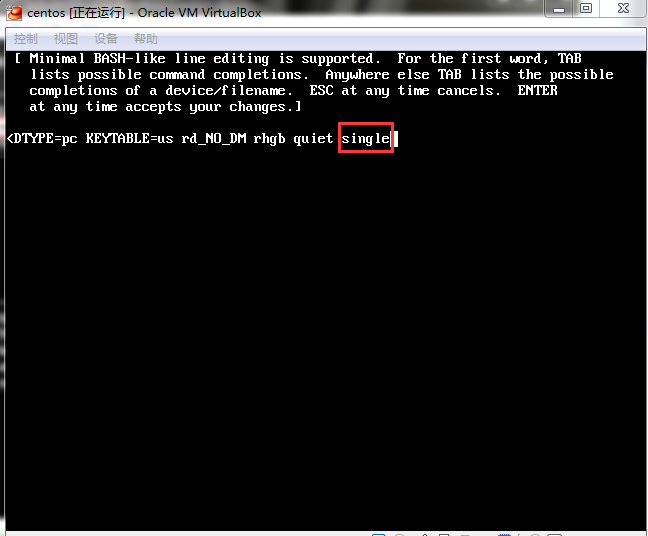 centos [正在运行] - Oracle VM VirtualBox
控制 视图 设备 帮助
[ Minimal BASH-like line editing is supported.  For the first word, TAB
lists possible command completions.  Anywhere else TAB lists the possible
completions of a device/filename.  ESC at any time cancels.  ENTER
at any time accepts your changes.]
<DTYPE=pc KEYTABLE=us rd_NO_DM rhgb quiet single